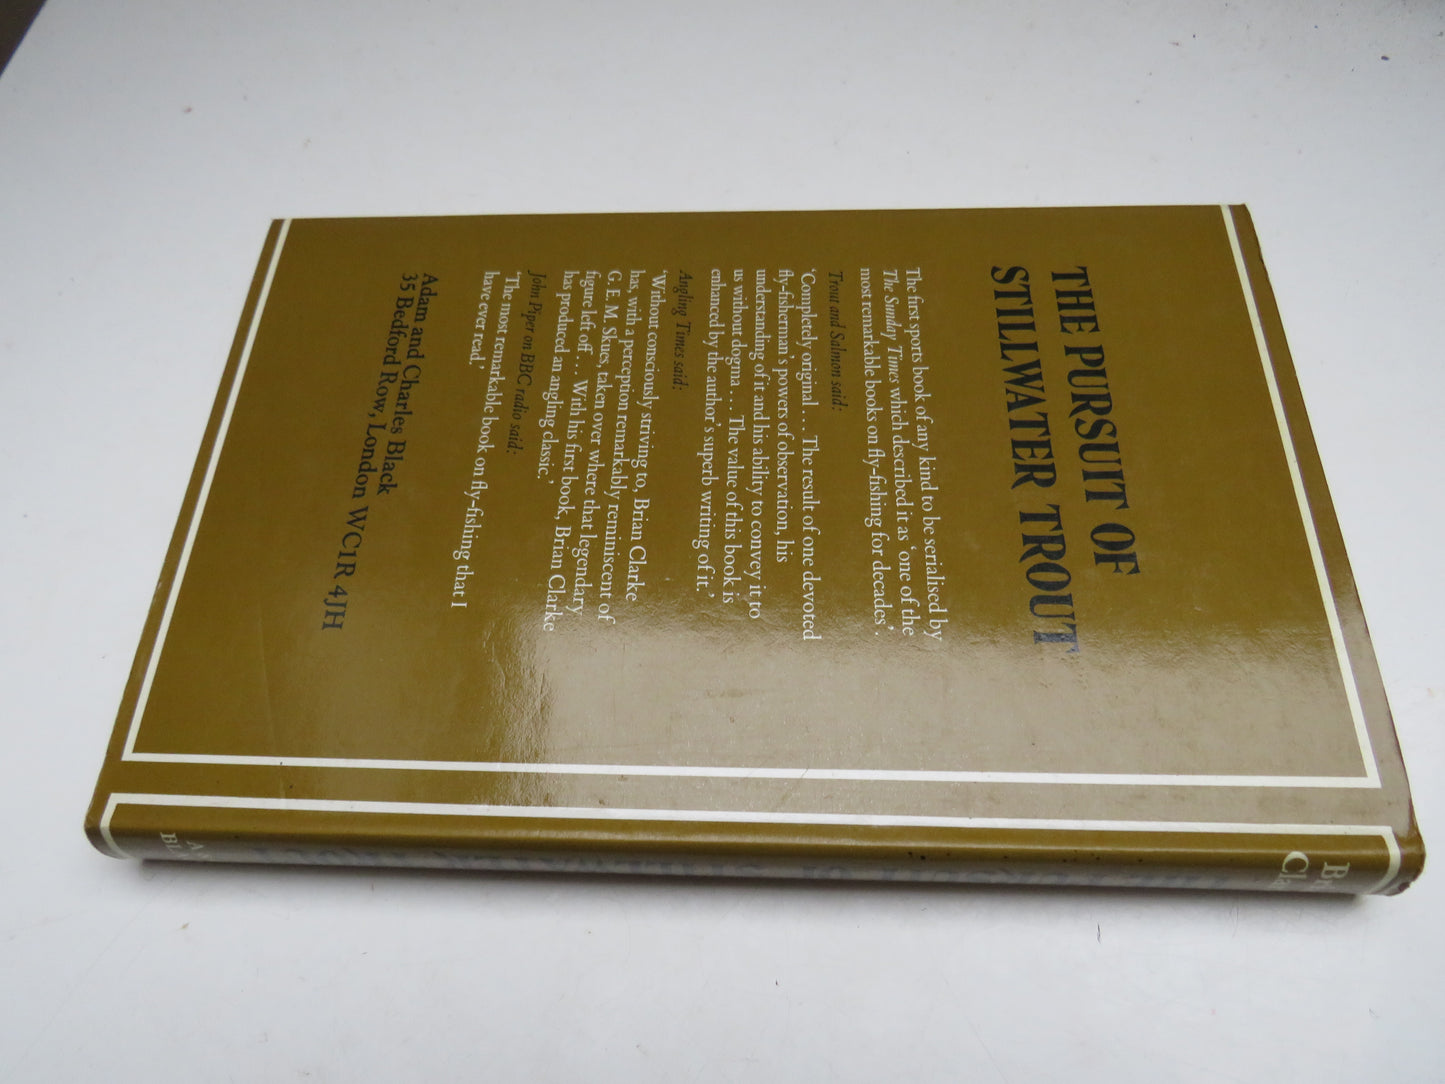 THE PURSUIT OF
STILLWATER TROUT
The first sports book of any kind to be serialised by
The Sunday Times which described it as ‘one of the
most remarkable books on fly-fishing for decades’.
Trout and Salmon said:
‘Completely original . . . The result of one devoted
fly-fisherman’s powers of observation, his
understanding of it and his ability to convey it to
us without dogma . . . The value of this book is
enhanced by the author’s superb writing of it.’
Angling Times said:
‘Without consciously striving to, Brian Clarke
has, with a perception remarkably reminiscent of
G. E. M. Skues, taken over where that legendary
figure left off . . . With his first book, Brian Clarke
has produced an angling classic.’
John Piper on BBC radio said:
‘The most remarkable book on fly-fishing that I
have ever read.’
Adam and Charles Black
35 Bedford Row, London WC1R 4JH